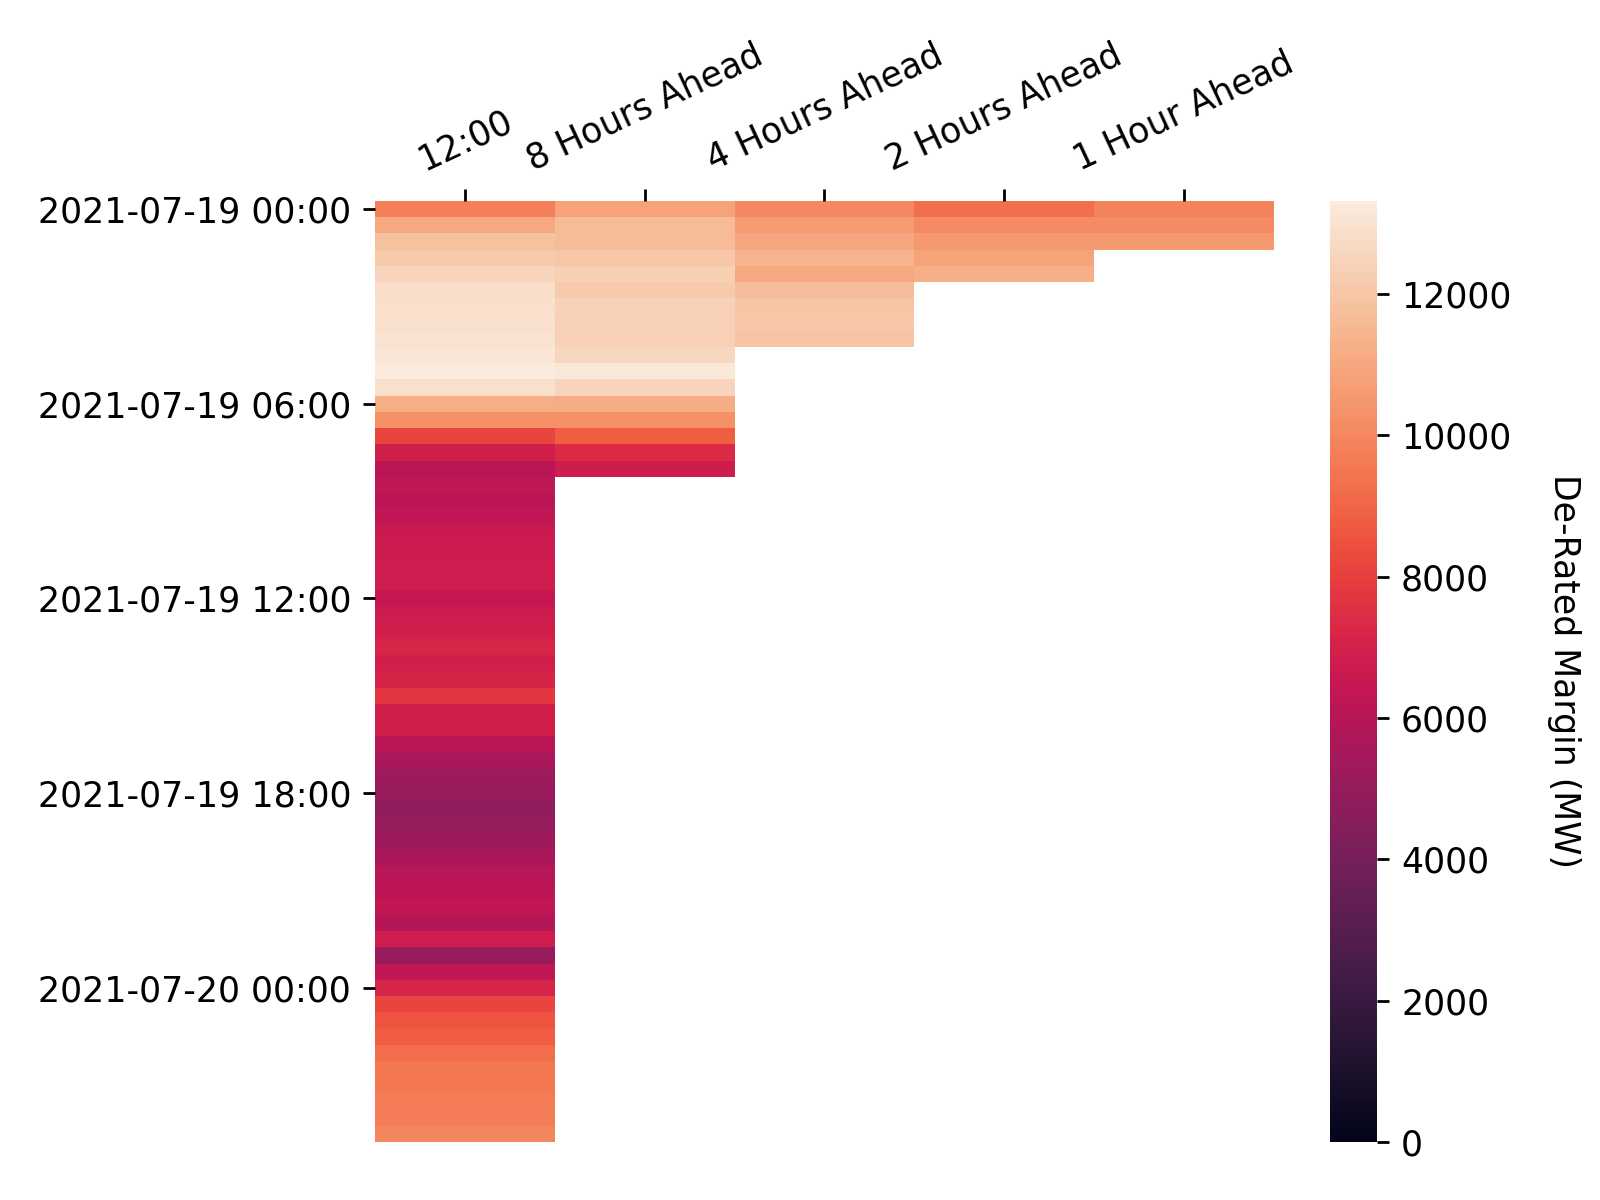 12:00
8 Hours Ahead
4 Hours Ahead
2 Hours Ahead
1 Hour Ahead
2021-07-19 00:00
2021-07-19 06:00
2021-07-19 12:00
2021-07-19 18:00
2021-07-20 00:00
12000
10000
8000
6000
4000
2000
0
De-Rated Margin (MW)